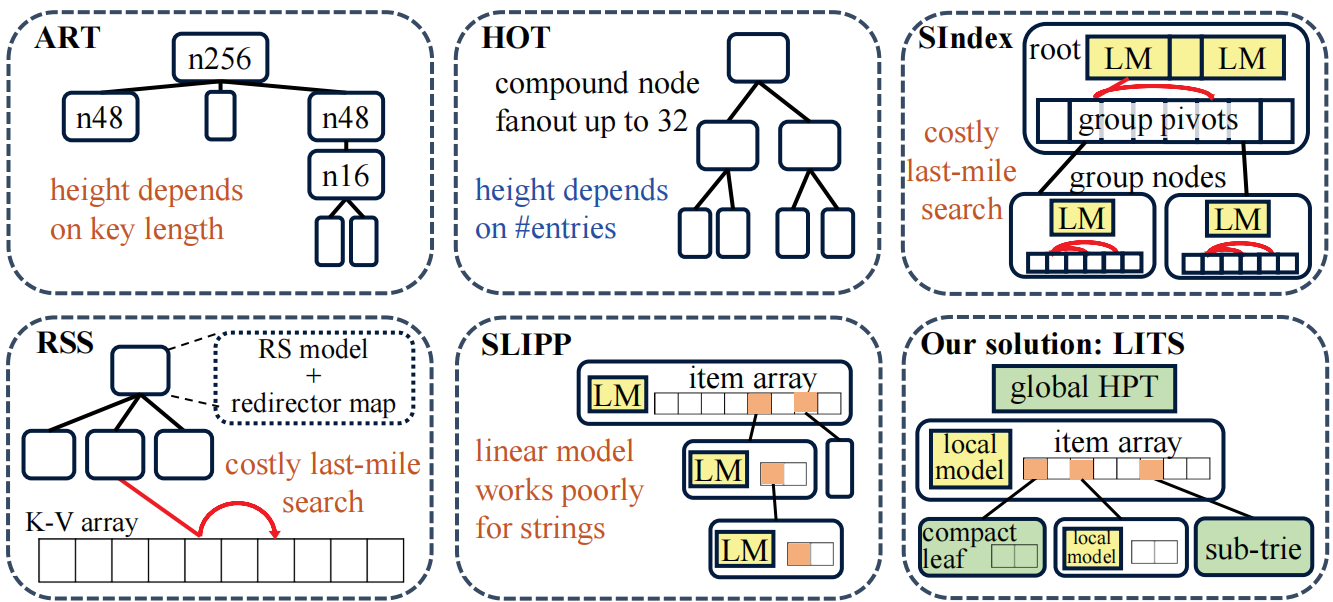 ART
n256
n48
n48
n16
height depends
on key length
HOT
compound node
fanout up to 32
height depends
on #entries
SIndex
root
LM
LM
group pivots
costly
last-mile
search
group nodes
LM
LM
RSS
RS model
+
redirector map
costly last-mile
search
K-V array
SLIPP
LM
item array
linear model
works poorly
for strings
LM
LM
Our solution: LITS
global HPT
local
model
item array
compact
leaf
local
model
sub-trie